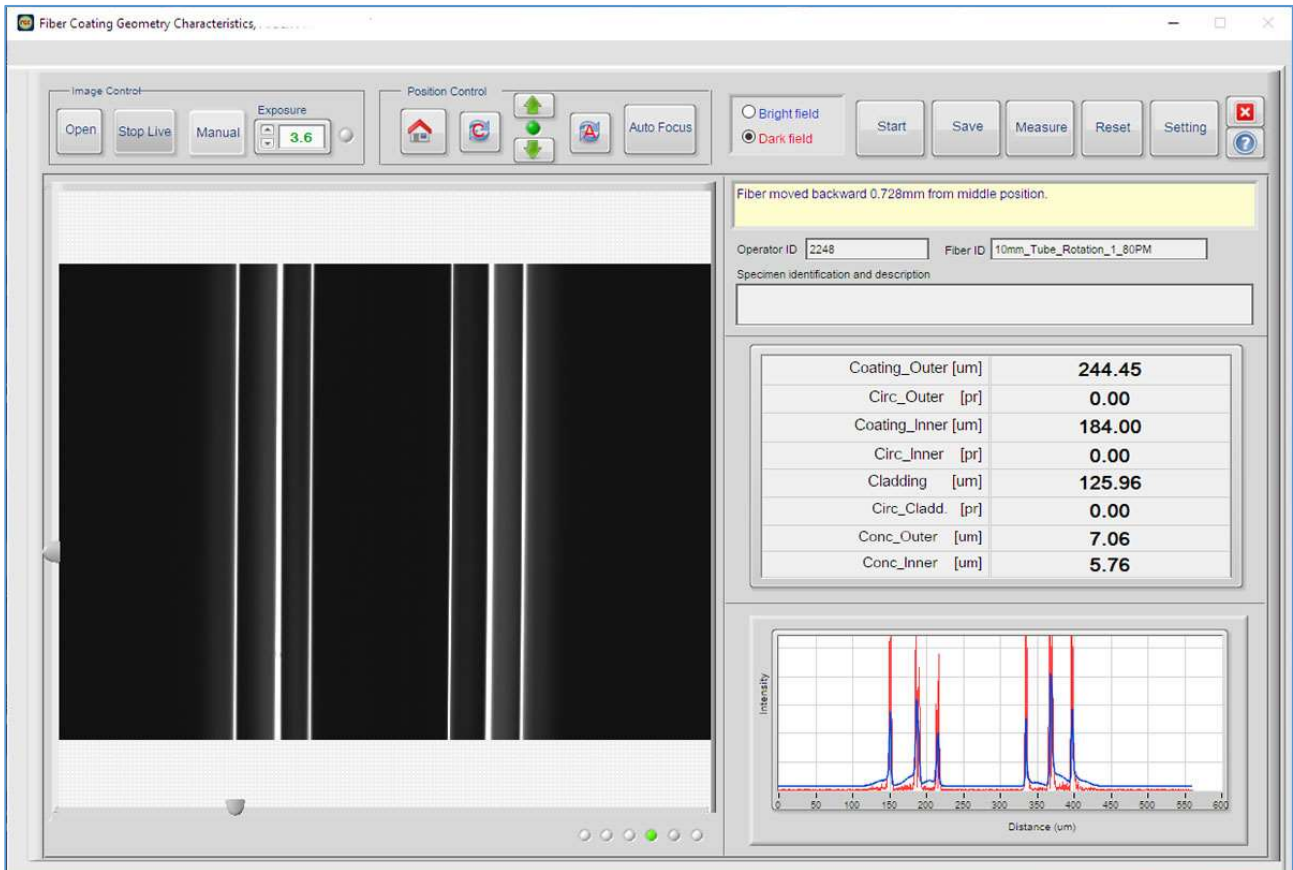 Fiber Coating Geometry Characteristics,
Image Control
Open
Stop Live
Manual
Exposure
3.6
Position Control
C
A
Auto Focus
Bright field
Dark field
Start
Save
Measure
Reset
Setting
Fiber moved backward 0.728mm from middle position.
Operator ID 2248 Fiber ID 10mm_Tube_Rotation_1_80PM
Specimen identification and description
Coating_Outer [um] 244.45
Circ_Outer [pr] 0.00
Coating_Inner [um] 184.00
Circ_Inner [pr] 0.00
Cladding [um] 125.96
Circ_Cladd. [pr] 0.00
Conc_Outer [um] 7.06
Conc_Inner [um] 5.76
Intensity
0 50 100 150 200 250 300 350 400 450 500 550 600
Distance (um)